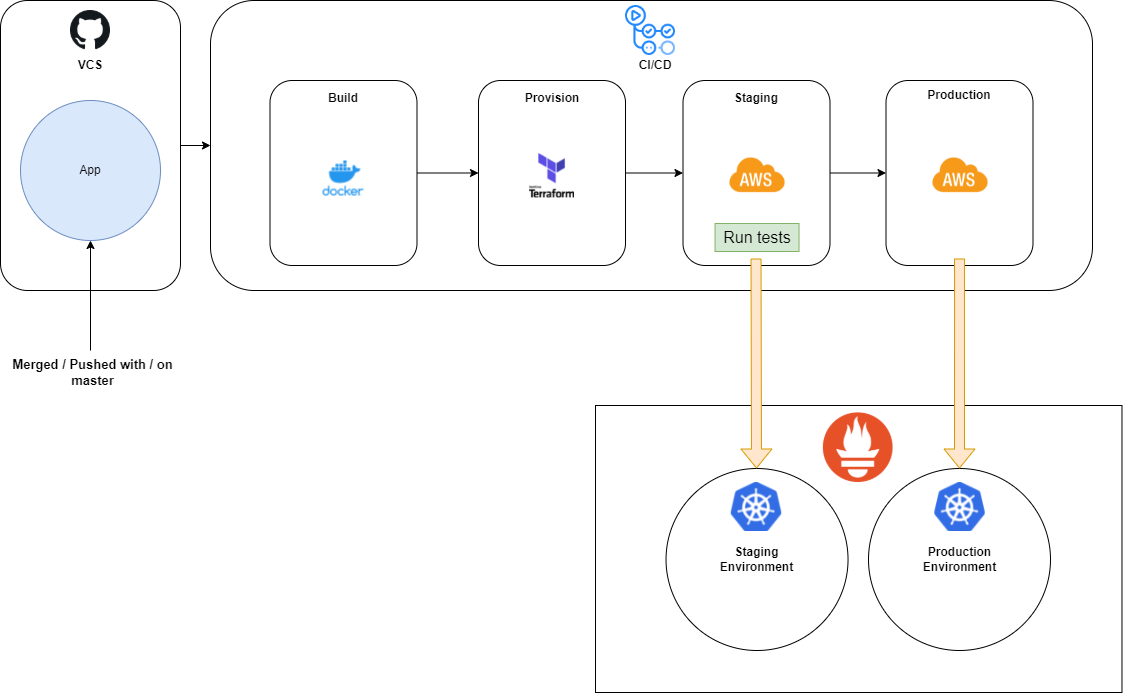 VCS
App
Merged / Pushed with / on
master
CI/CD
Build
docker
Provision
Terraform
Staging
AWS
Run tests
Production
AWS
Staging
Environment
Production
Environment